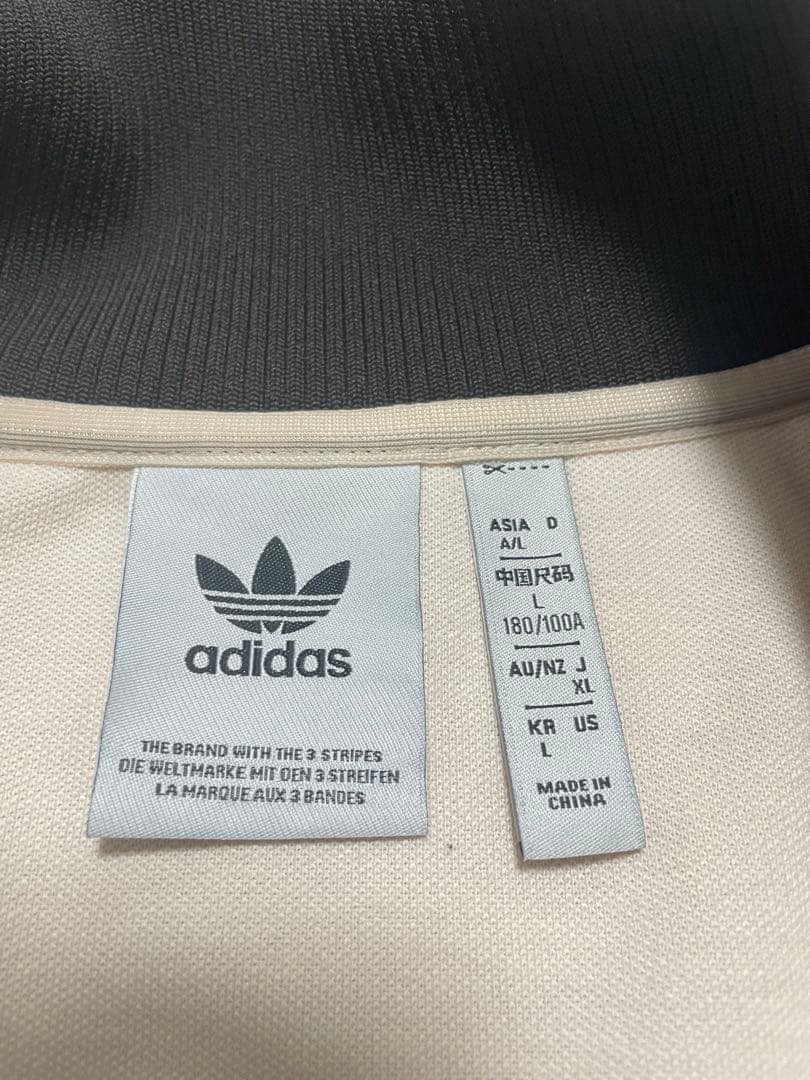 adidas
THE BRAND WITH THE 3 STRIPES
DIE WELTMARKE MIT DEN 3 STREIFEN
LA MARQUE AUX 3 BANDES
ASIA D
A/L
中国尺码
L
180/100A
AU/NZ J
XL
KR US
L
MADE IN
CHINA